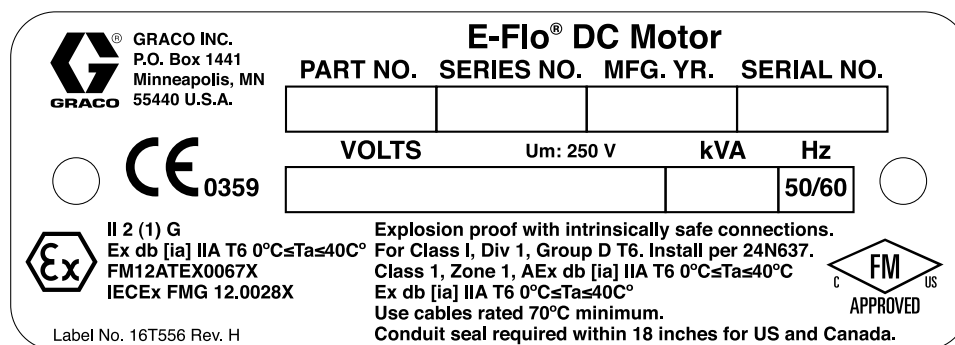 E-Flo® DC Motor
®
GRACO
GRACO INC.
P.O. Box 1441
Minneapolis, MN
55440 U.S.A.
PART NO. SERIES NO. MFG. YR. SERIAL NO.
VOLTS Um: 250 V kVA Hz
50/60
CE 0359
Ex
II 2 (1) G
Ex db [ia] IIA T6 0°C≤Ta≤40C°
FM12ATEX0067X
IECEx FMG 12.0028X
Explosion proof with intrinsically safe connections.
For Class I, Div 1, Group D T6. Install per 24N637.
Class 1, Zone 1, AEx db [ia] IIA T6 0°C≤Ta≤40°C
Ex db [ia] IIA T6 0°C≤Ta≤40C°
Use cables rated 70°C minimum.
Conduit seal required within 18 inches for US and Canada.
FM
C US
APPROVED
Label No. 16T556 Rev. H